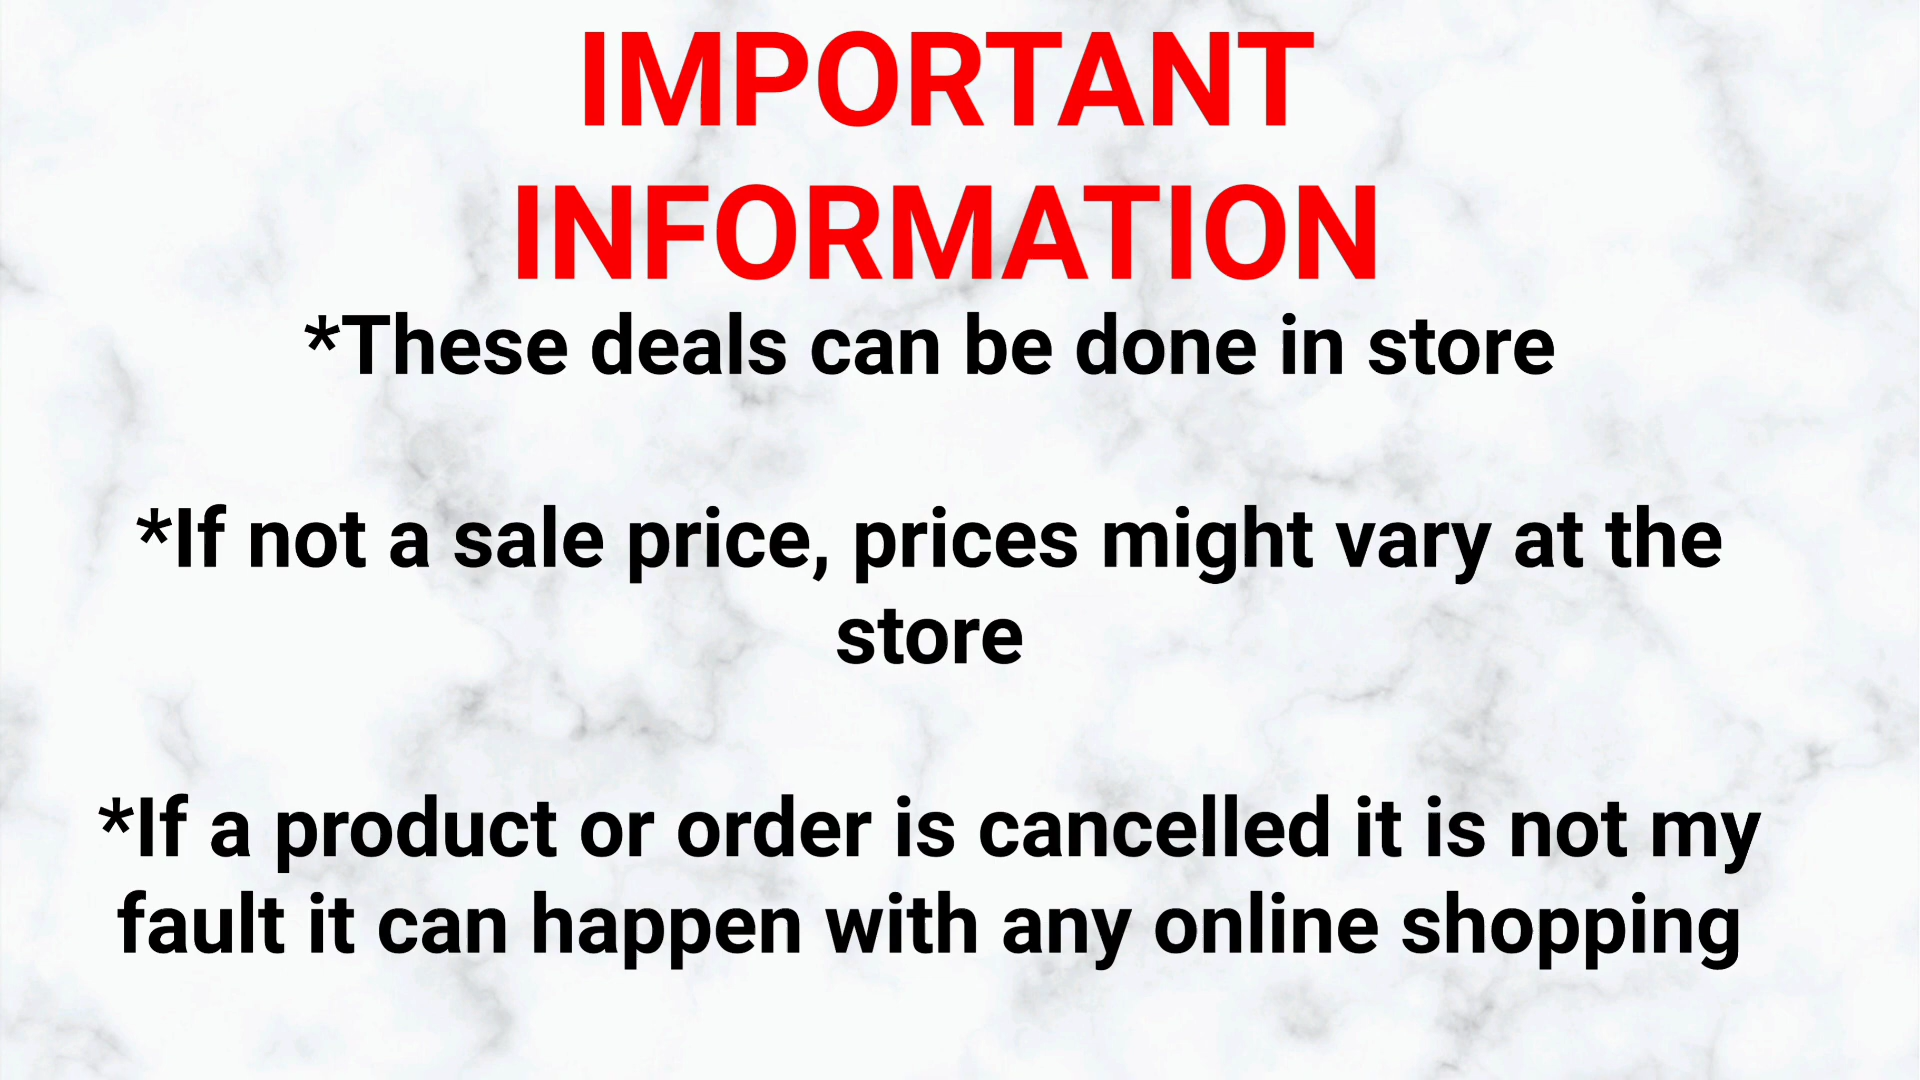 IMPORTANT
INFORMATION
*These deals can be done in store
*If not a sale price, prices might vary at the
store
*If a product or order is cancelled it is not my
fault it can happen with any online shopping